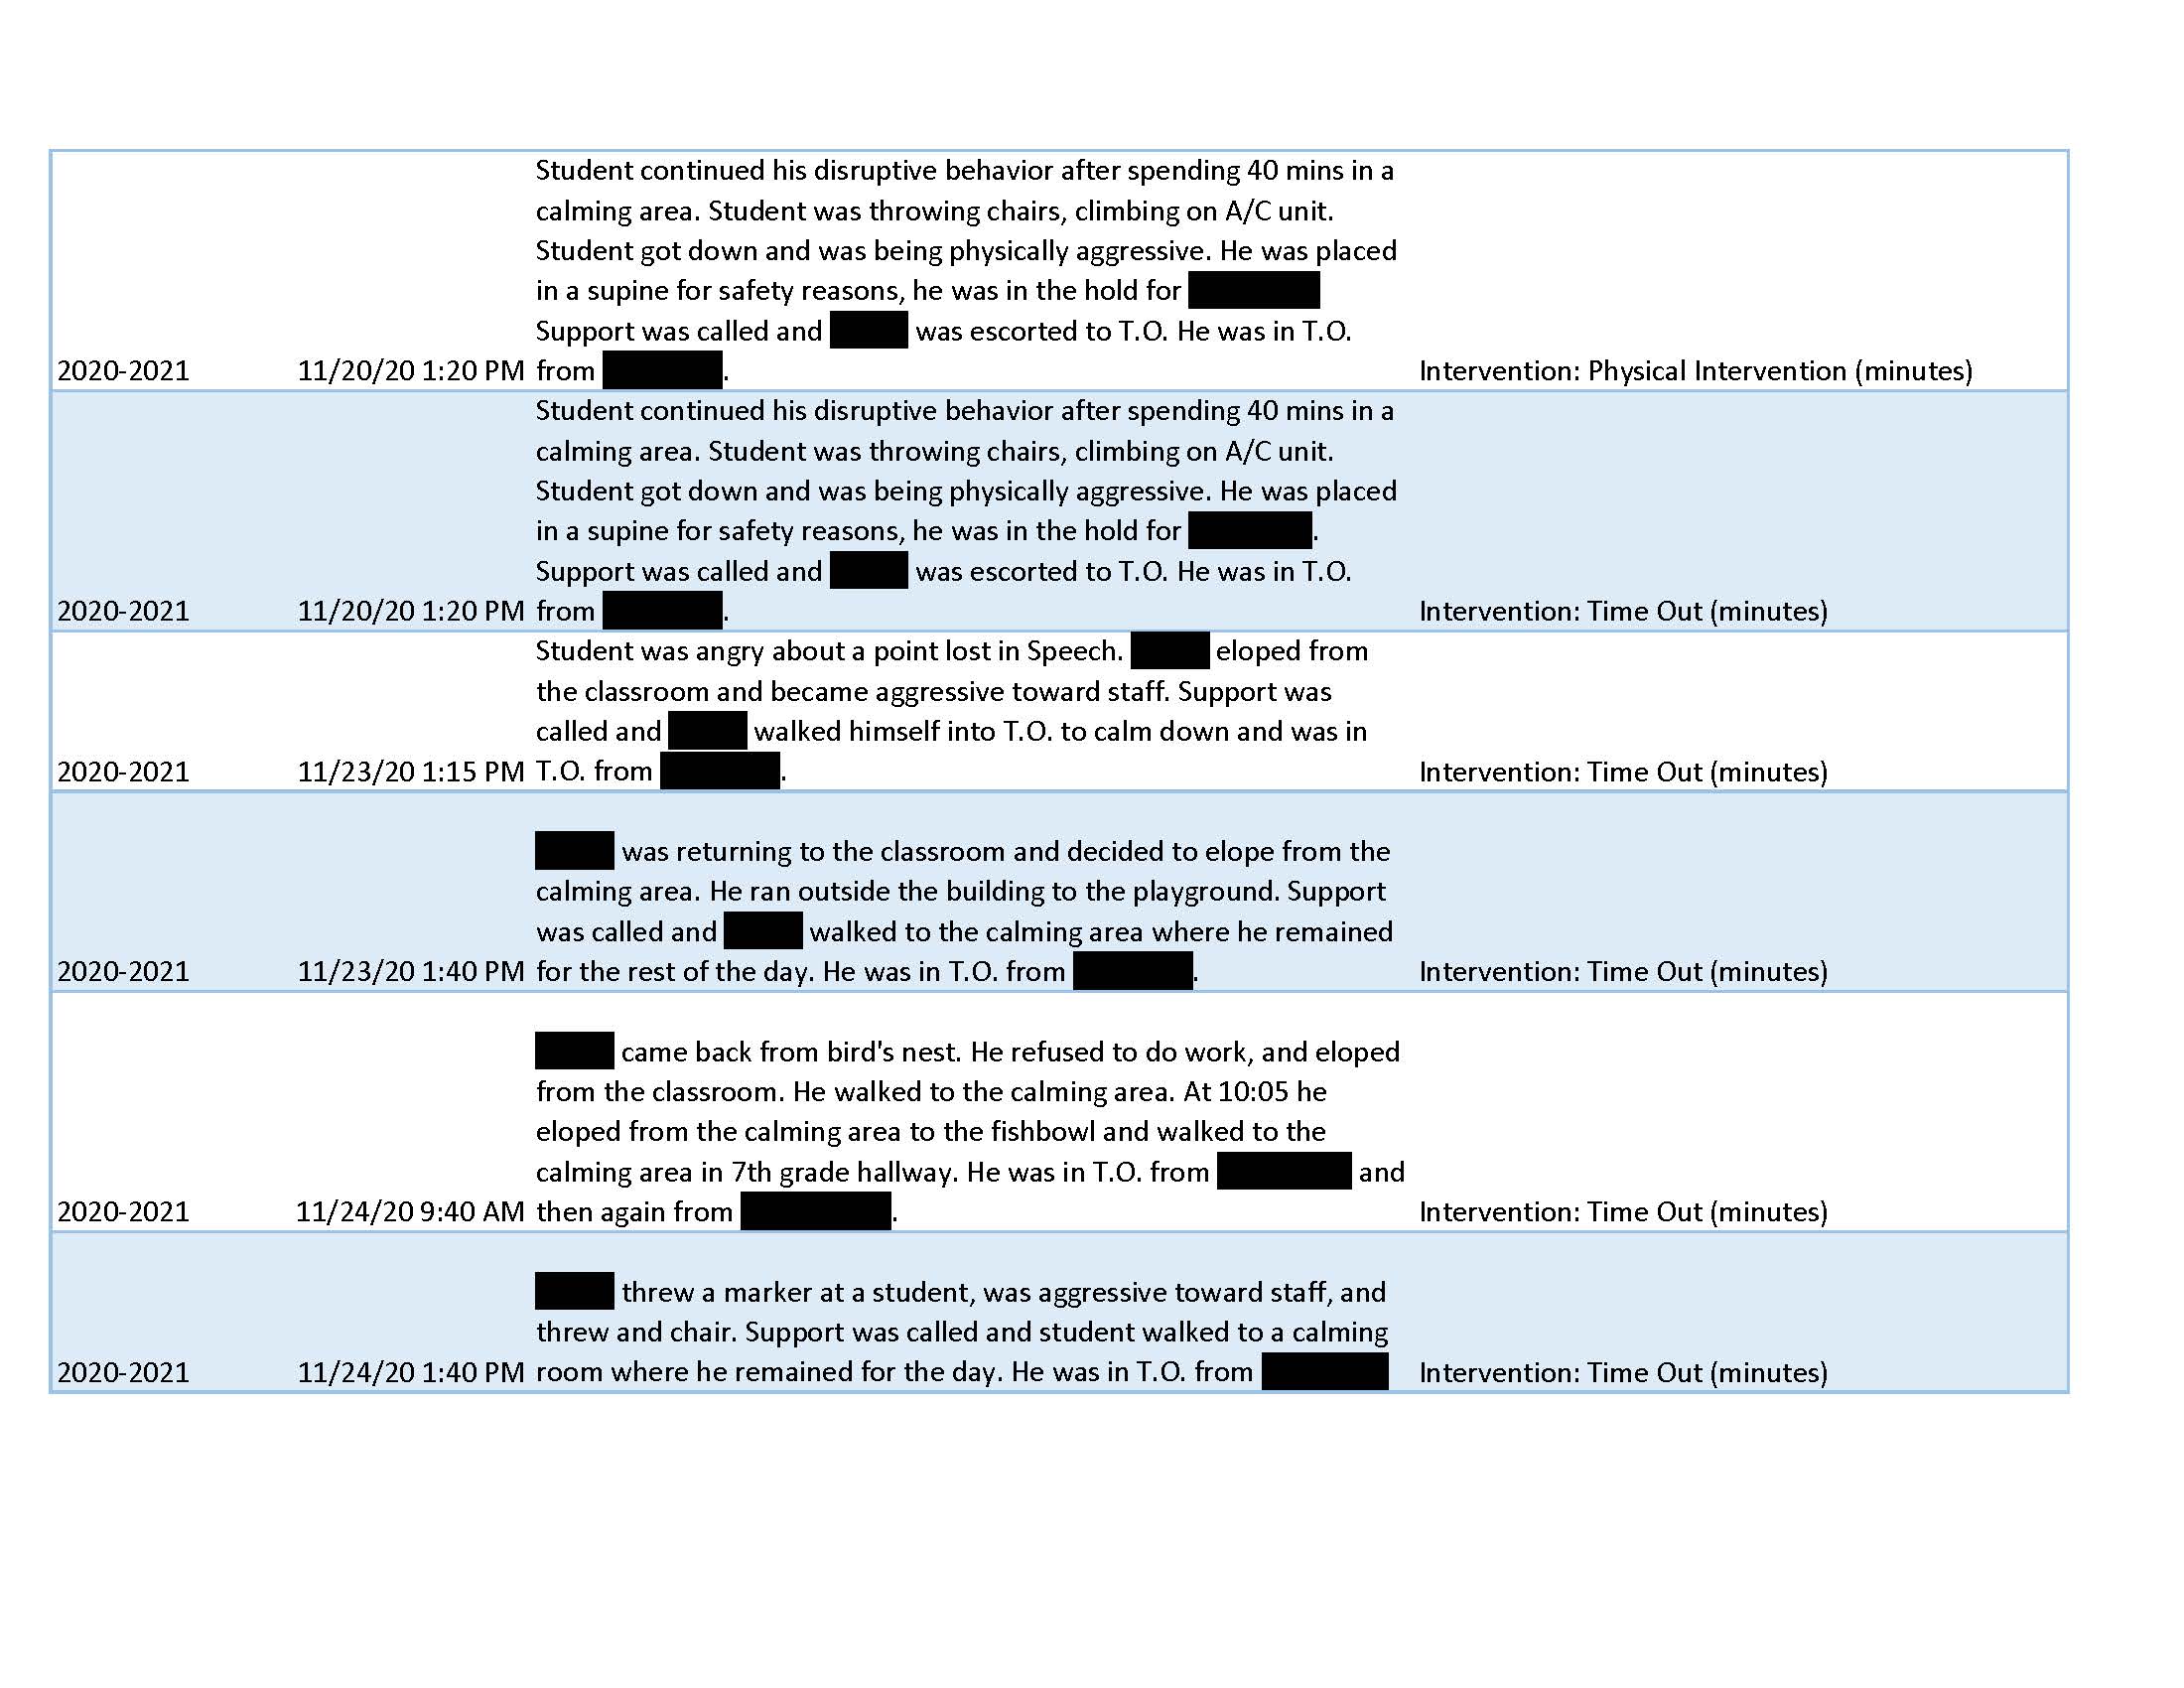 Student continued his disruptive behavior after spending 40 mins in a
calming area. Student was throwing chairs, climbing on A/C unit.
Student got down and was being physically aggressive. He was placed
in a supine for safety reasons, he was in the hold for
Support was called and was escorted to T.O. He was in T.O.
2020-2021 11/20/20 1:20 PM from . Intervention: Physical Intervention (minutes)
Student continued his disruptive behavior after spending 40 mins in a
calming area. Student was throwing chairs, climbing on A/C unit.
Student got down and was being physically aggressive. He was placed
in a supine for safety reasons, he was in the hold for .
Support was called and was escorted to T.O. He was in T.O.
2020-2021 11/20/20 1:20 PM from . Intervention: Time Out (minutes)
Student was angry about a point lost in Speech. eloped from
the classroom and became aggressive toward staff. Support was
called and walked himself into T.O. to calm down and was in
2020-2021 11/23/20 1:15 PM T.O. from . Intervention: Time Out (minutes)
was returning to the classroom and decided to elope from the
calming area. He ran outside the building to the playground. Support
was called and walked to the calming area where he remained
2020-2021 11/23/20 1:40 PM for the rest of the day. He was in T.O. from . Intervention: Time Out (minutes)
came back from bird's nest. He refused to do work, and eloped
from the classroom. He walked to the calming area. At 10:05 he
eloped from the calming area to the fishbowl and walked to the
calming area in 7th grade hallway. He was in T.O. from and
2020-2021 11/24/20 9:40 AM then again from . Intervention: Time Out (minutes)
threw a marker at a student, was aggressive toward staff, and
threw and chair. Support was called and student walked to a calming
2020-2021 11/24/20 1:40 PM room where he remained for the day. He was in T.O. from Intervention: Time Out (minutes)